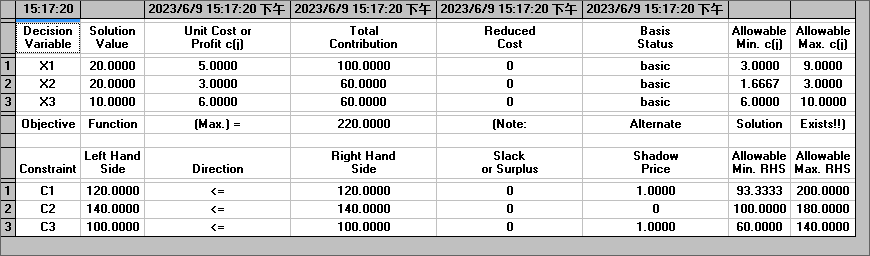 15:17:20 2023/6/9 15:17:20 下午 2023/6/9 15:17:20 下午 2023/6/9 15:17:20 下午 2023/6/9 15:17:20 下午
Decision Solution Unit Cost or Total Reduced Basis Allowable Allowable
Variable Value Profit c(j) Contribution Cost Status Min. c(j) Max. c(j)
1 X1 20.0000 5.0000 100.0000 0 basic 3.0000 9.0000
2 X2 20.0000 3.0000 60.0000 0 basic 1.6667 3.0000
3 X3 10.0000 6.0000 60.0000 0 basic 6.0000 10.0000
Objective Function (Max.) = 220.0000 (Note: Alternate Solution Exists!!)
Left Hand Right Hand Slack Shadow Allowable Allowable
Constraint Side Direction Side or Surplus Price Min. RHS Max. RHS
1 C1 120.0000 <= 120.0000 0 1.0000 93.3333 200.0000
2 C2 140.0000 <= 140.0000 0 0 100.0000 180.0000
3 C3 100.0000 <= 100.0000 0 1.0000 60.0000 140.0000